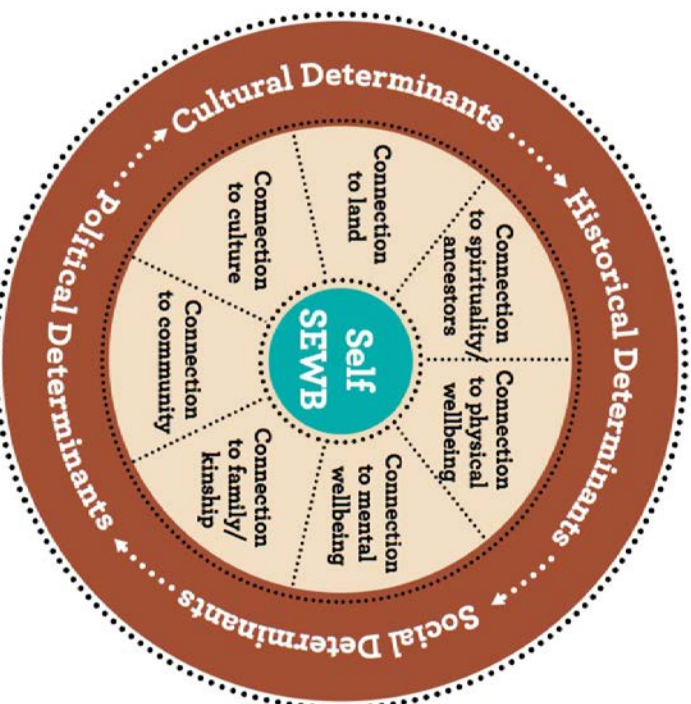 Cultural Determinants
Historical Determinants
Social Determinants
Political Determinants
Connection
to spirituality/
ancestors
Connection
to physical
wellbeing
Connection
to mental
wellbeing
Connection
to family/
kinship
Connection
to community
Connection
to culture
Connection
to land
Self
SEWB